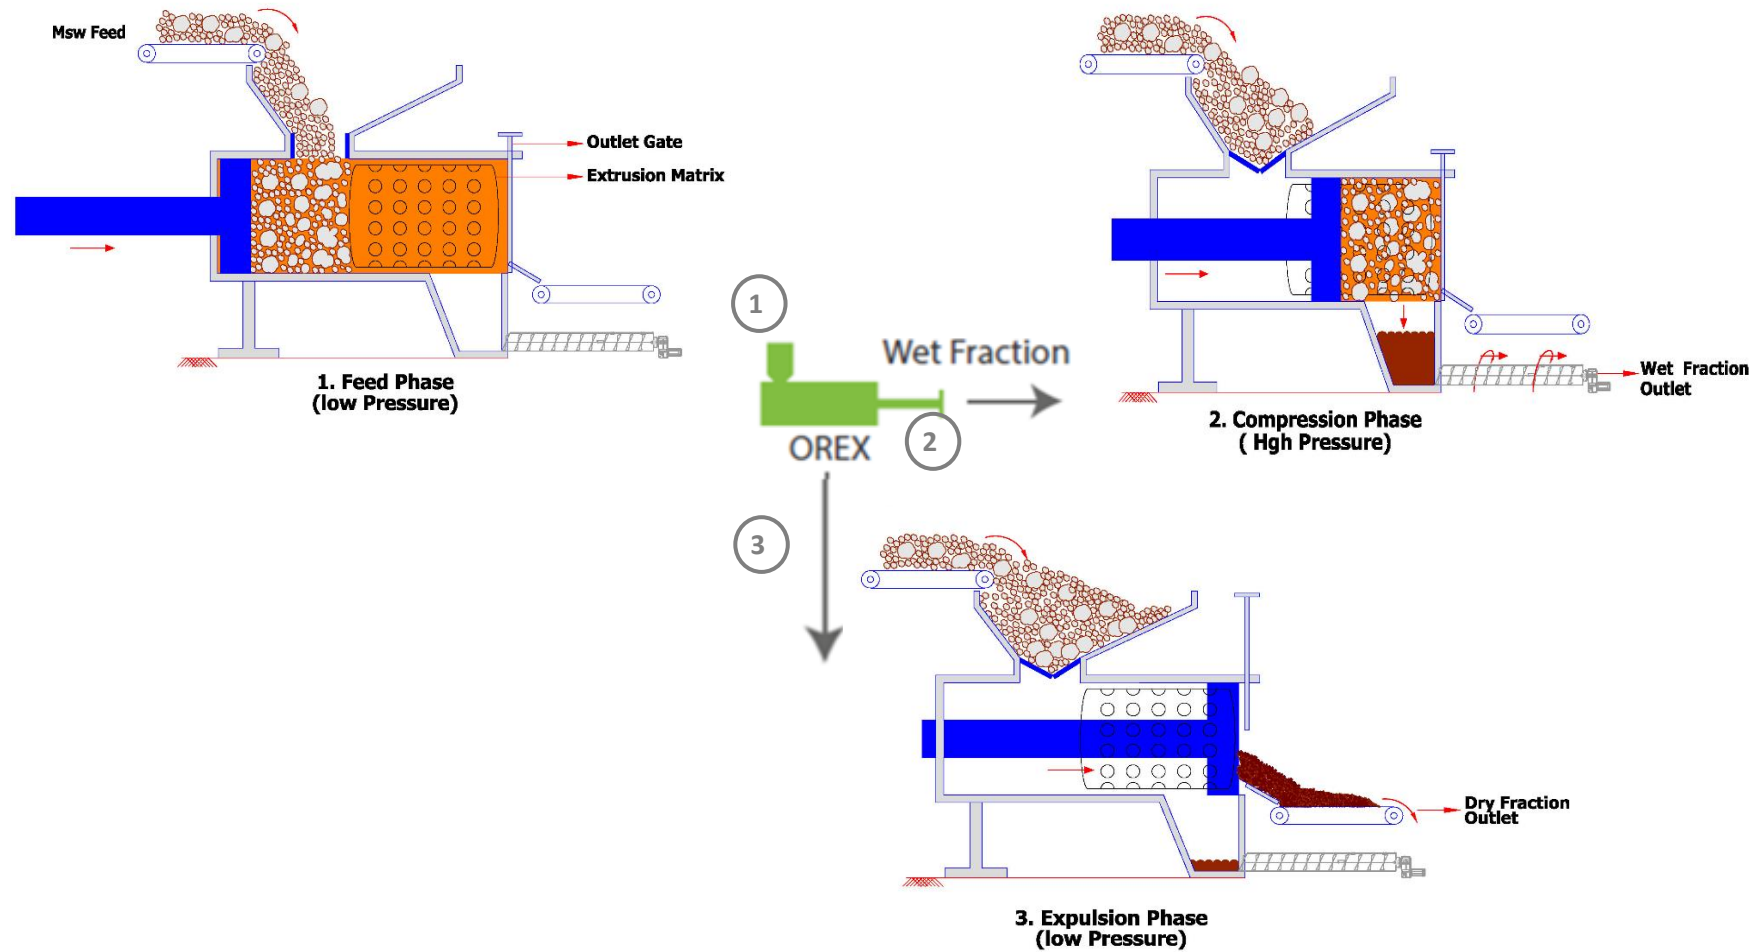 Msw Feed
Outlet Gate
Extrusion Matrix
1. Feed Phase
(low Pressure)
1
Wet Fraction
OREX
2
3
Wet Fraction
Outlet
2. Compression Phase
( Hgh Pressure)
Dry Fraction
Outlet
3. Expulsion Phase
(low Pressure)